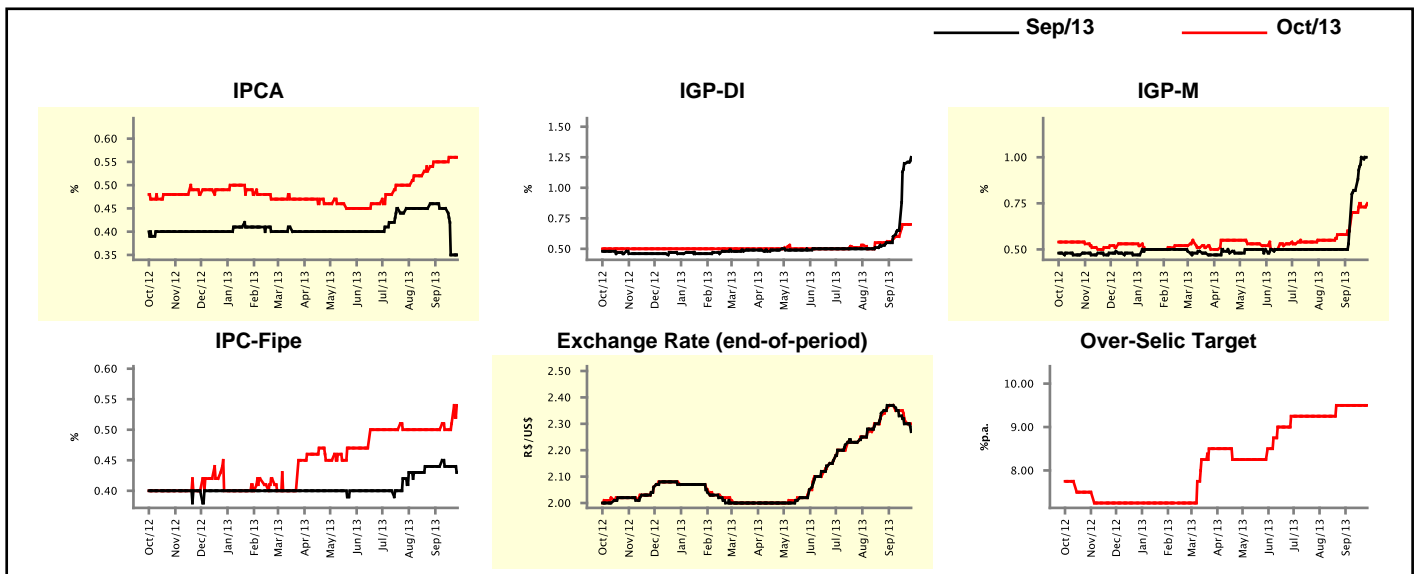 Sep/13 Oct/13
IPCA
0.60
0.55
0.50
0.45
0.40
0.35
%
Oct/12 Nov/12 Dec/12 Jan/13 Feb/13 Mar/13 Apr/13 May/13 Jun/13 Jul/13 Aug/13 Sep/13
IGP-DI
1.50
1.25
1.00
0.75
0.50
%
Oct/12 Nov/12 Dec/12 Jan/13 Feb/13 Mar/13 Apr/13 May/13 Jun/13 Jul/13 Aug/13 Sep/13
IGP-M
1.00
0.75
0.50
%
Oct/12 Nov/12 Dec/12 Jan/13 Feb/13 Mar/13 Apr/13 May/13 Jun/13 Jul/13 Aug/13 Sep/13
IPC-Fipe
0.60
0.55
0.50
0.45
0.40
%
Oct/12 Nov/12 Dec/12 Jan/13 Feb/13 Mar/13 Apr/13 May/13 Jun/13 Jul/13 Aug/13 Sep/13
Exchange Rate (end-of-period)
2.50
2.40
2.30
2.20
2.10
2.00
R$/US$
Oct/12 Nov/12 Dec/12 Jan/13 Feb/13 Mar/13 Apr/13 May/13 Jun/13 Jul/13 Aug/13 Sep/13
Over-Selic Target
10.00
9.00
8.00
%p.a.
Oct/12 Nov/12 Dec/12 Jan/13 Feb/13 Mar/13 Apr/13 May/13 Jun/13 Jul/13 Aug/13 Sep/13